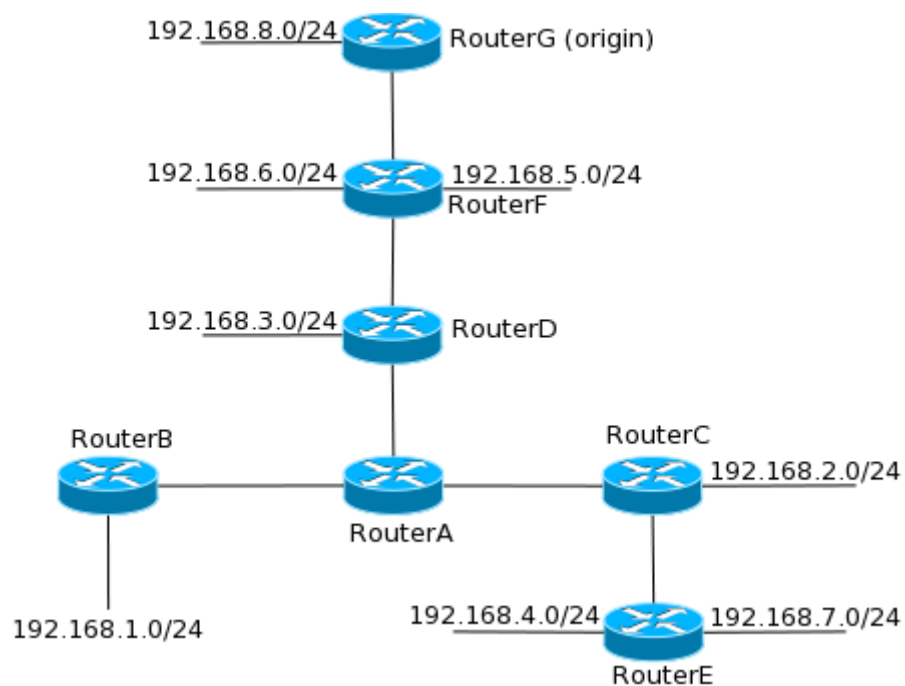 192.168.8.0/24
RouterG (origin)
192.168.6.0/24
192.168.5.0/24
RouterF
192.168.3.0/24
RouterD
RouterB
RouterC
192.168.2.0/24
RouterA
192.168.1.0/24
192.168.4.0/24
192.168.7.0/24
RouterE